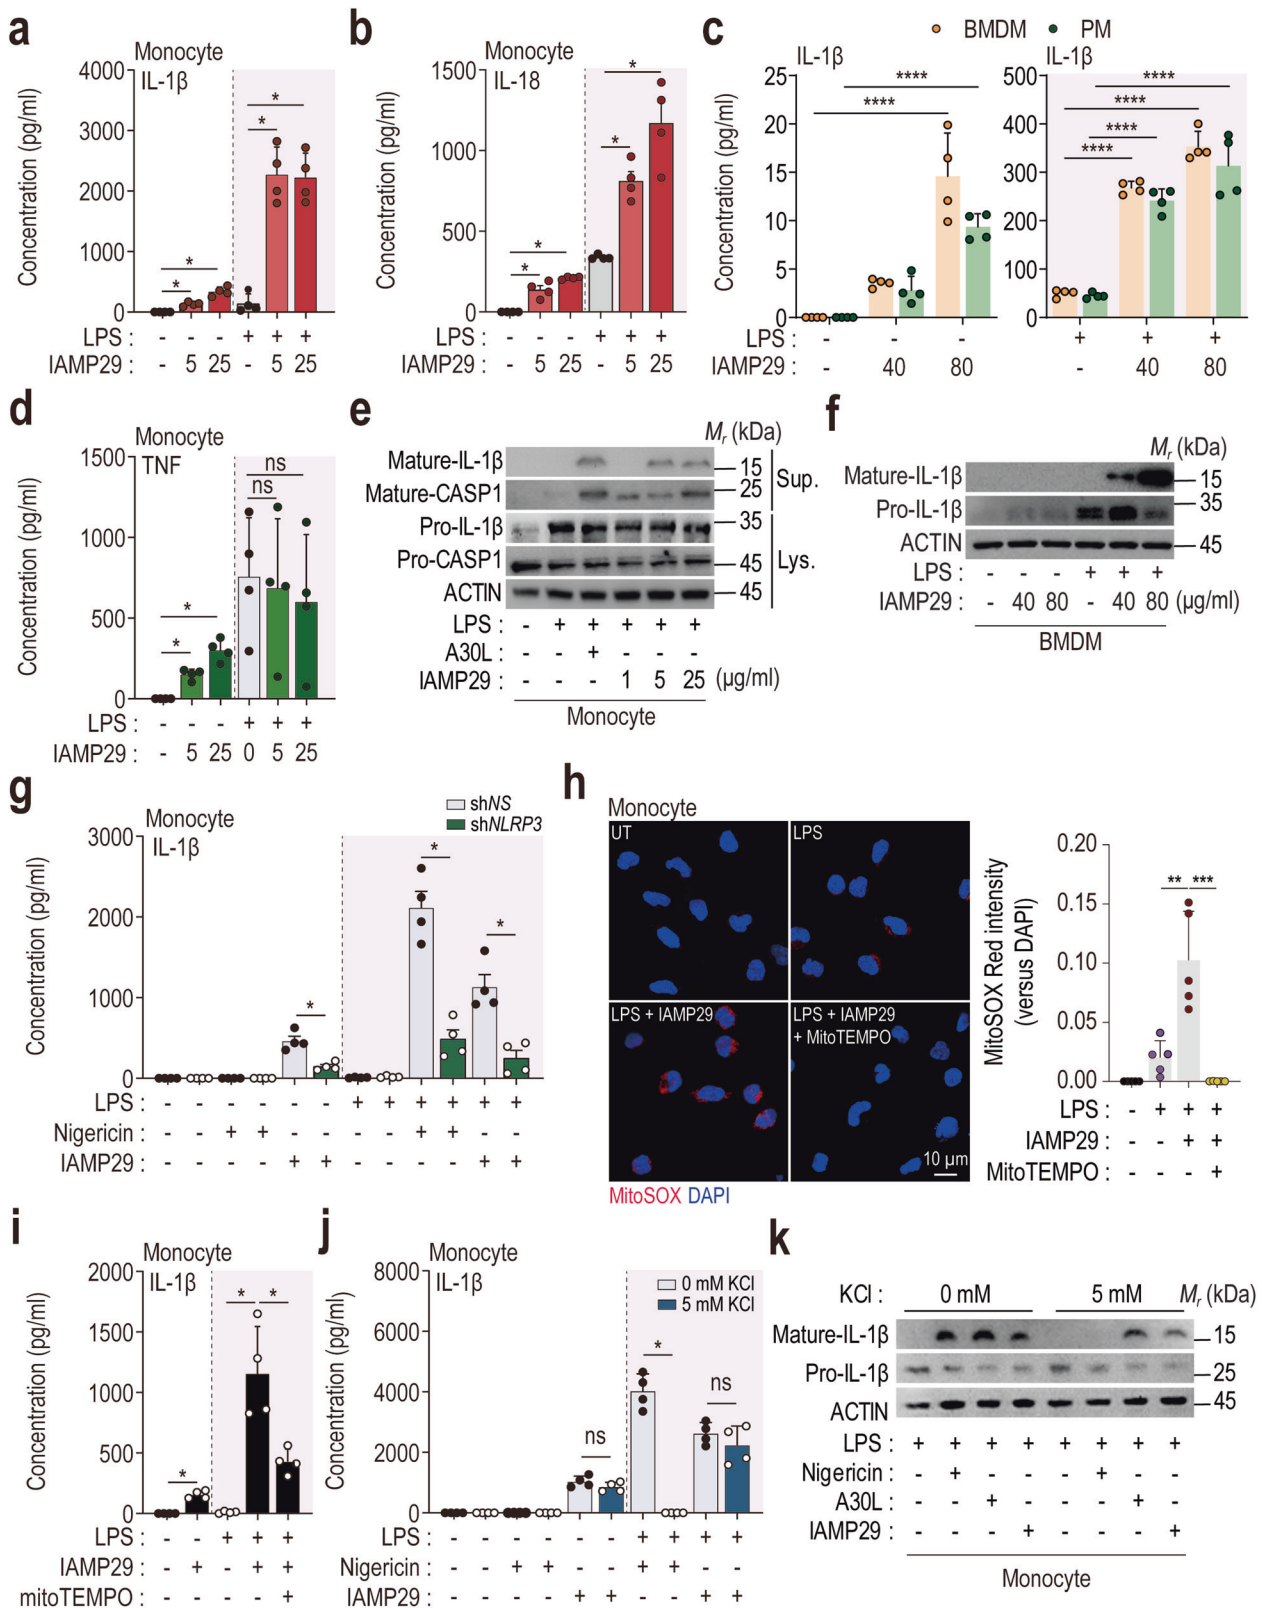 a
Monocyte
IL-1β
Concentration (pg/ml)
4000
3000
2000
1000
0
*
*
*
*
LPS : - - - + + +
IAMP29 : - 5 25 - 5 25
b
Monocyte
IL-18
Concentration (pg/ml)
1500
1000
500
0
*
*
*
*
LPS : - - - + + +
IAMP29 : - 5 25 - 5 25
c
BMDM PM
IL-1β
Concentration (pg/ml)
25
20
15
10
5
0
****
****
LPS : - - -
IAMP29 : - 40 80
IL-1β
500
400
300
200
100
0
****
****
****
****
+ + +
- 40 80
d
Monocyte
TNF
Concentration (pg/ml)
1500
1000
500
0
*
*
ns
ns
LPS : - - - + + +
IAMP29 : - 5 25 0 5 25
e
Mr (kDa)
Mature-IL-1β 15
Mature-CASP1 25
Sup.
Pro-IL-1β 35
Pro-CASP1 45
ACTIN 45
Lys.
LPS : - + + + + +
A30L : - - + - - -
IAMP29 : - - - 1 5 25 (μg/ml)
Monocyte
f
Mr (kDa)
Mature-IL-1β 15
Pro-IL-1β 35
ACTIN 45
LPS : - - - + + +
IAMP29 : - 40 80 - 40 80 (μg/ml)
BMDM
g
Monocyte
IL-1β
shNS
shNLRP3
Concentration (pg/ml)
3000
2000
1000
0
*
*
*
LPS : - - - - - - + + + + + +
Nigericin : - - + + - - - - + + - -
IAMP29 : - - - - + + - - - - + +
h
Monocyte
UT
LPS
LPS + IAMP29
LPS + IAMP29
+ MitoTEMPO
10 μm
MitoSOX DAPI
MitoSOX Red intensity
(versus DAPI)
0.20
0.15
0.10
0.05
0.00
** ***
LPS : - + + +
IAMP29 : - - + +
MitoTEMPO : - - - +
i
Monocyte
IL-1β
Concentration (pg/ml)
2000
1500
1000
500
0
*
* *
LPS : - - + + +
IAMP29 : - + - + +
mitoTEMPO : - - - - +
j
Monocyte
IL-1β
0 mM KCl
5 mM KCl
Concentration (pg/ml)
8000
6000
4000
2000
0
ns
*
ns
LPS : - - - - - - + + + +
Nigericin : - - + + - - + + - -
IAMP29 : - - - - + + - - + +
k
KCl : 0 mM 5 mM Mr (kDa)
Mature-IL-1β 15
Pro-IL-1β 25
ACTIN 45
LPS : + + + + + + + +
Nigericin : - + - - - + - -
A30L : - - + - - - + -
IAMP29 : - - - + - - - +
Monocyte